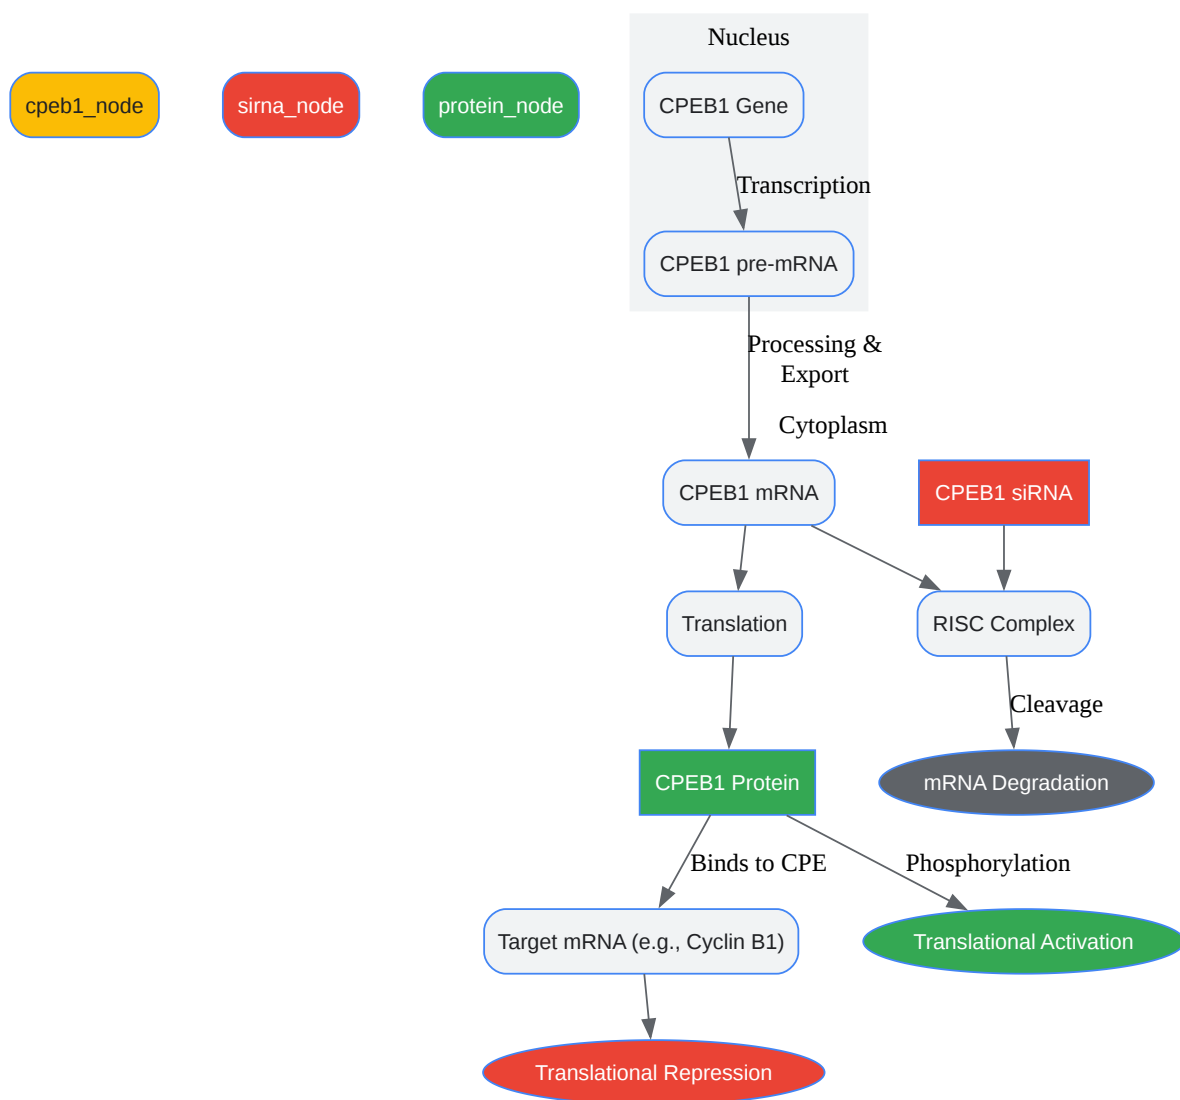 Nucleus
cpeb1_node
sirna_node
protein_node
CPEB1 Gene
Transcription
CPEB1 pre-mRNA
Processing &
Export
Cytoplasm
CPEB1 mRNA
CPEB1 siRNA
Translation
RISC Complex
Cleavage
CPEB1 Protein
mRNA Degradation
Binds to CPE
Phosphorylation
Target mRNA (e.g., Cyclin B1)
Translational Activation
Translational Repression